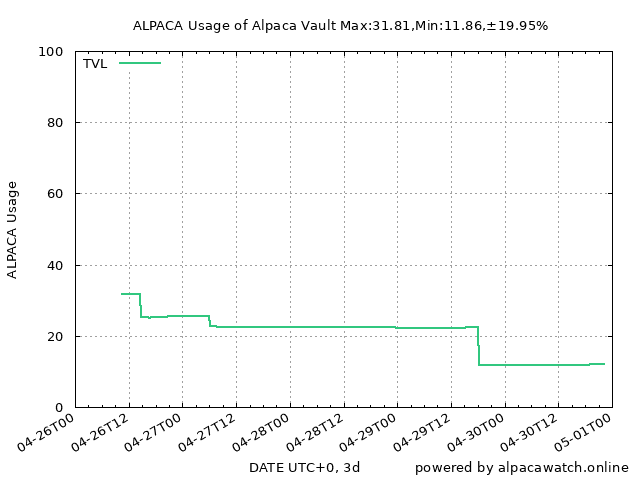 ALPACA Usage of Alpaca Vault Max:31.81,Min:11.86,±19.95%
TVL
100
80
60
40
20
0
ALPACA Usage
04-26T00
04-26T12
04-27T00
04-27T12
04-28T00
04-28T12
04-29T00
04-29T12
04-30T00
04-30T12
05-01T00
DATE UTC+0, 3d
powered by alpacawatch.online